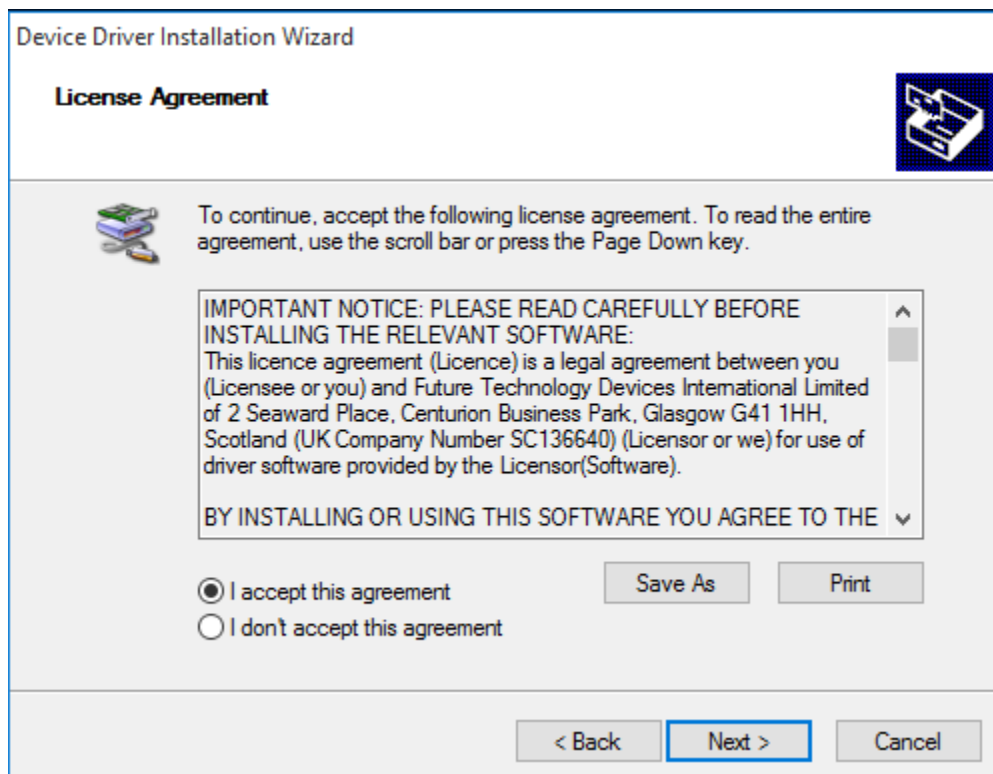 Device Driver Installation Wizard
License Agreement
To continue, accept the following license agreement. To read the entire
agreement, use the scroll bar or press the Page Down key.
IMPORTANT NOTICE: PLEASE READ CAREFULLY BEFORE
INSTALLING THE RELEVANT SOFTWARE:
This licence agreement (Licence) is a legal agreement between you
(Licensee or you) and Future Technology Devices International Limited
of 2 Seaward Place, Centurion Business Park, Glasgow G41 1HH,
Scotland (UK Company Number SC136640) (Licensor or we) for use of
driver software provided by the Licensor(Software).
BY INSTALLING OR USING THIS SOFTWARE YOU AGREE TO THE
I accept this agreement
Save As
Print
I don't accept this agreement
< Back
Next >
Cancel